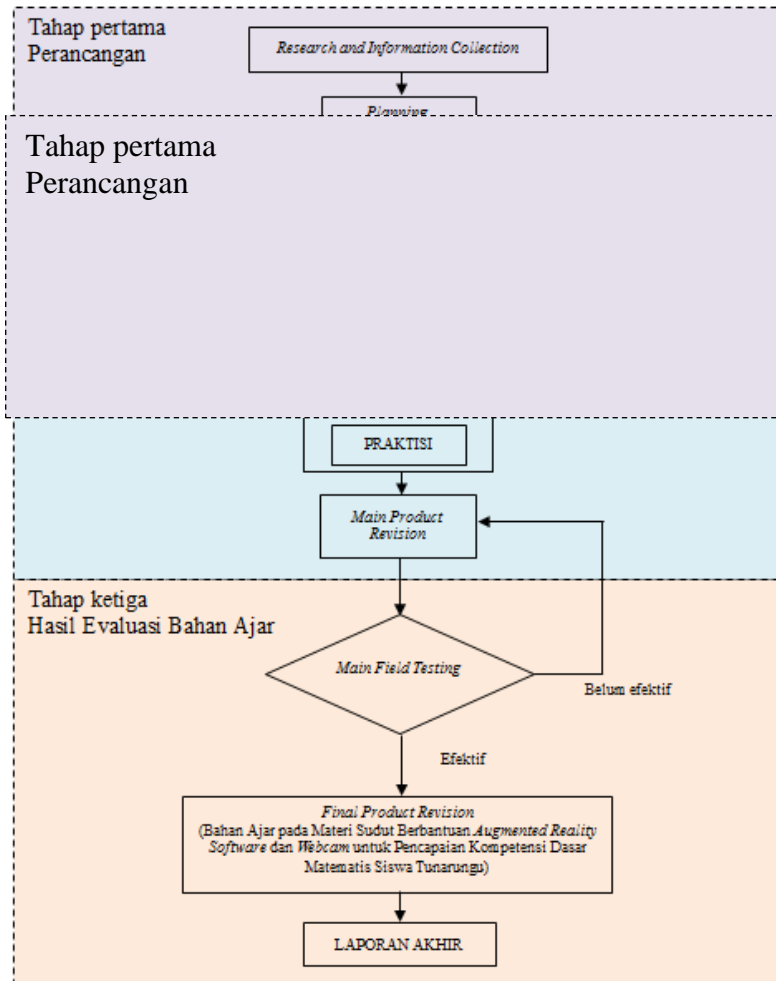 Tahap pertama
Perancangan
Research and Information Collection
Planning
Tahap pertama
Perancangan
PRAKTISI
Main Product
Revision
Tahap ketiga
Hasil Evaluasi Bahan Ajar
Main Field Testing
Belum efektif
Efektif
Final Product Revision
(Bahan Ajar pada Materi Sudut Berbantuan Augmented Reality
Software dan Webcam untuk Pencapaian Kompetensi Dasar
Matematis Siswa Tunarungu)
LAPORAN AKHIR